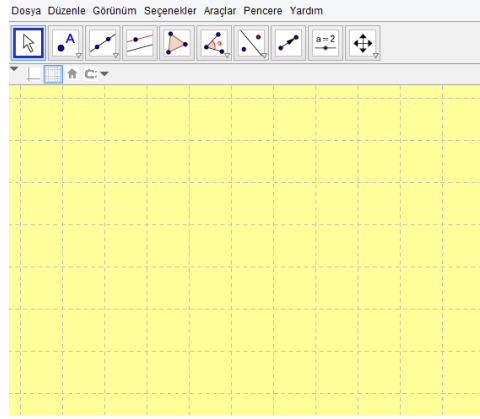 Dosya Düzenle Görünüm Seçenekler Araçlar Pencere Yardım
A α a=2